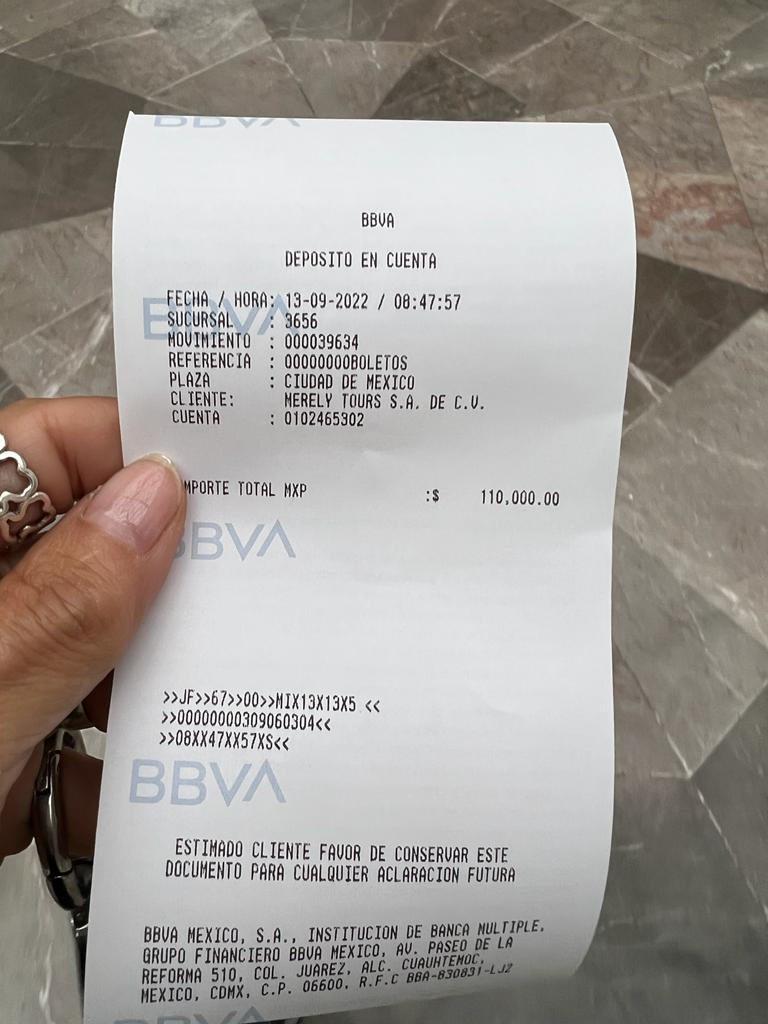 BBVA
BBVA
DEPOSITO EN CUENTA
FECHA / HORA: 13-09-2022 / 08:47:57
BBVA
SUCURSAL : 3656
MOVIMIENTO : 000039634
REFERENCIA : 00000000BOLETOS
PLAZA : CIUDAD DE MEXICO
CLIENTE: MERELY TOURS S.A. DE C.V.
CUENTA : 0102465302
MPORTE TOTAL MXP :$ 110,000.00
BBVA
>>JF>>67>>00>>MIX13X13X5 <<
>>00000000309060304<<
>>08XX47XX57XS<<
BBVA
ESTIMADO CLIENTE FAVOR DE CONSERVAR ESTE
DOCUMENTO PARA CUALQUIER ACLARACION FUTURA
BBVA MEXICO, S.A., INSTITUCION DE BANCA MULTIPLE,
GRUPO FINANCIERO BBVA MEXICO, AV. PASEO DE LA
REFORMA 510, COL. JUAREZ, ALC. CUAUHTEMOC,
MEXICO, CDMX, C.P. 06600, R.F.C BBA-830831-LJ2
BBVA